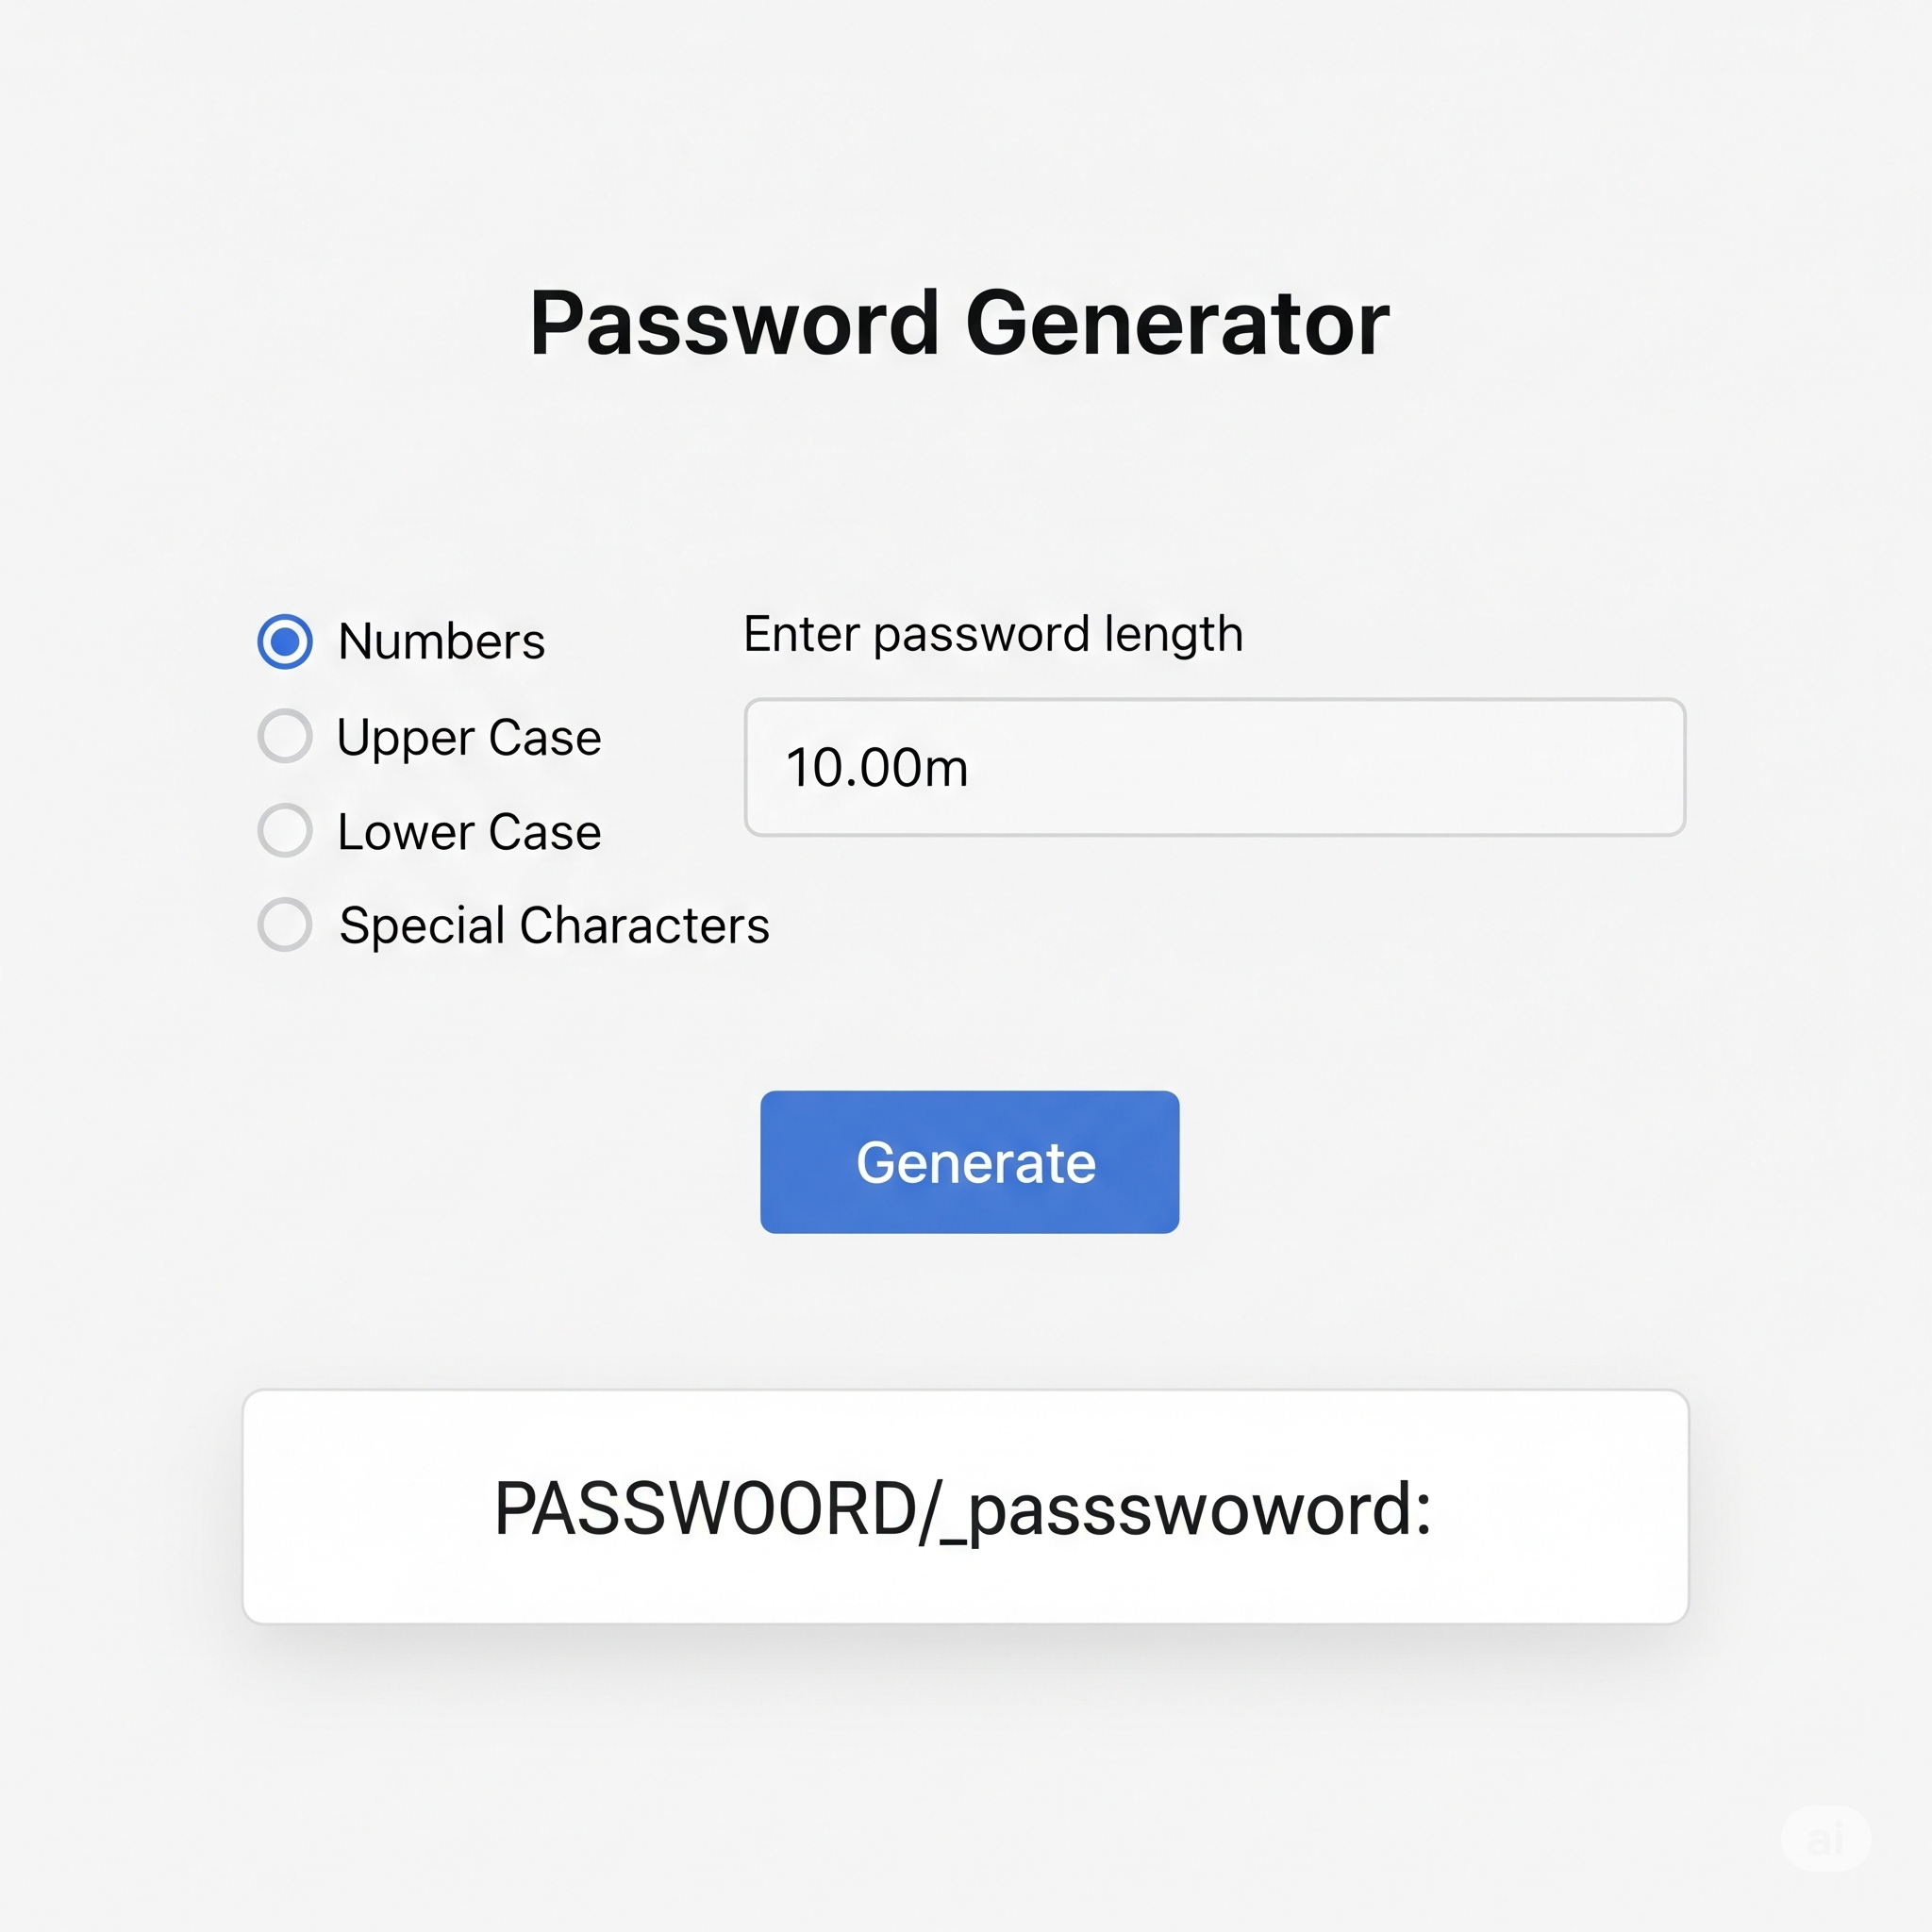 Password Generator
Numbers
Upper Case
Lower Case
Special Characters
Enter password length
10.00m
Generate
PASSWOORD/_passswoword:
ai